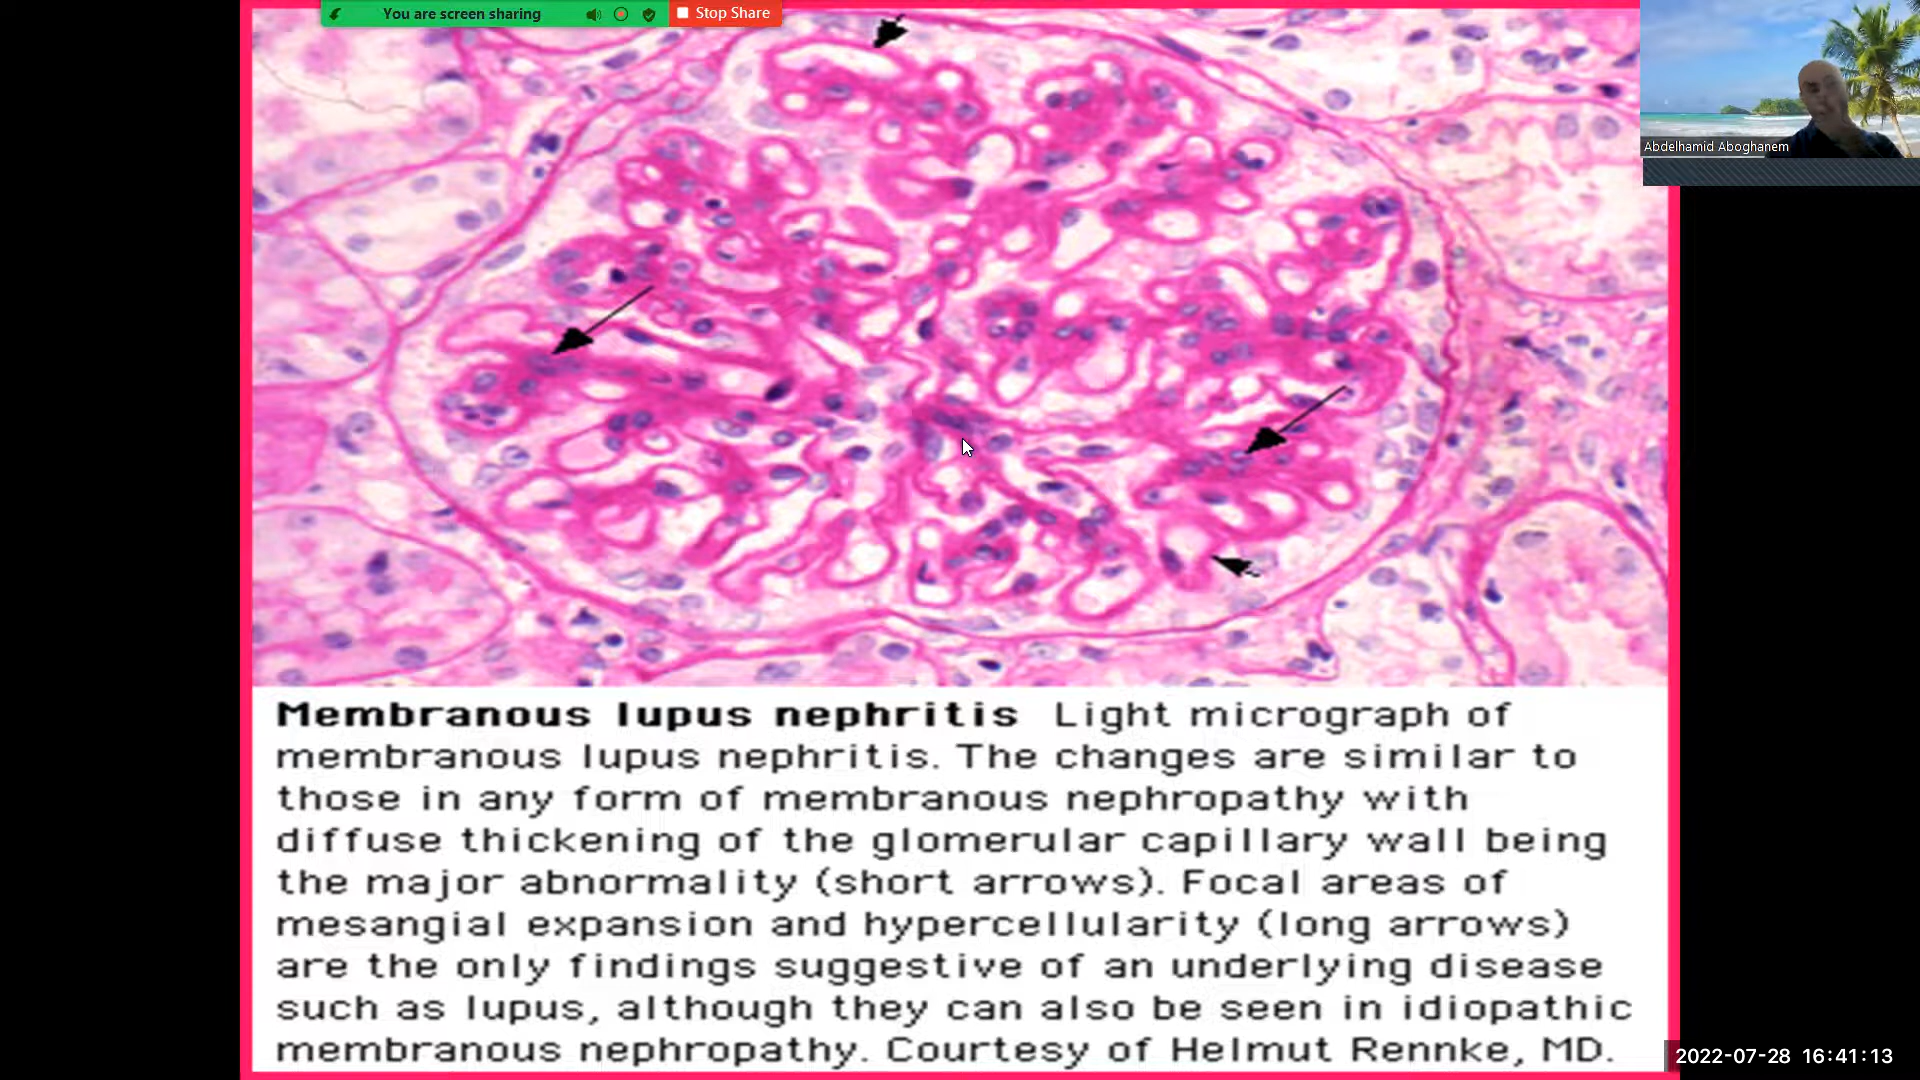 You are screen sharing
Stop Share
Abdelhamid Aboghanem
Membranous lupus nephritis Light micrograph of
membranous lupus nephritis. The changes are similar to
those in any form of membranous nephropathy with
diffuse thickening of the glomerular capillary wall being
the major abnormality (short arrows). Focal areas of
mesangial expansion and hypercellularity (long arrows)
are the only findings suggestive of an underlying disease
such as lupus, although they can also be seen in idiopathic
membranous nephropathy. Courtesy of Helmut Rennke, MD.
2022-07-28 16:41:13